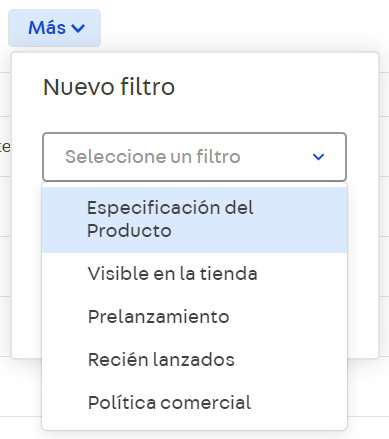 Más
Nuevo filtro
Seleccione un filtro
Especificación del
Producto
Visible en la tienda
Prelanzamiento
Recién lanzados
Política comercial